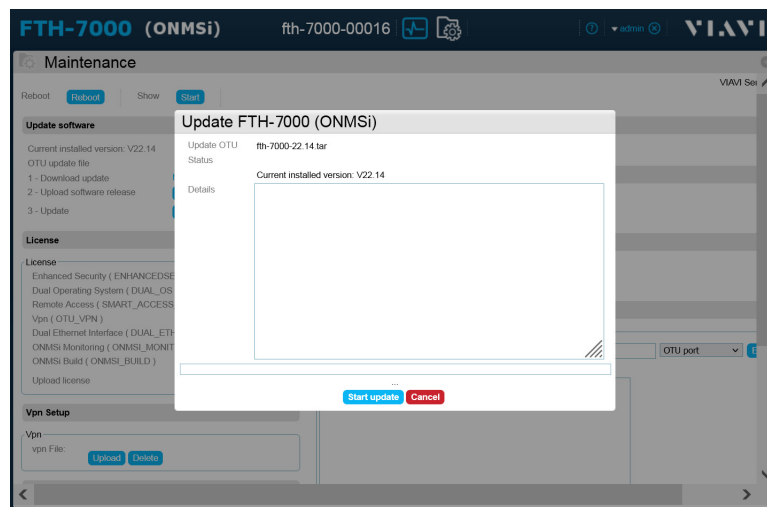 FTH-7000 (ONMSi)
fth-7000-00016
admin
VIAVI
Maintenance
VIAVI Ser
Reboot Reboot Show Start
Update software
Current installed version: V22.14
OTU update file
1 - Download update
2 - Upload software release
3 - Update
License
License
Enhanced Security ( ENHANCEDSE
Dual Operating System ( DUAL_OS
Remote Access ( SMART_ACCESS
Vpn ( OTU_VPN )
Dual Ethernet Interface ( DUAL_ETH
ONMSi Monitoring ( ONMSI_MONIT
ONMSi Build ( ONMSI_BUILD )
Upload license
Vpn Setup
Vpn
vpn File:
Upload Delete
Update FTH-7000 (ONMSi)
Update OTU fth-7000-22.14.tar
Status
Current installed version: V22.14
Details
...
Start update Cancel
OTU port